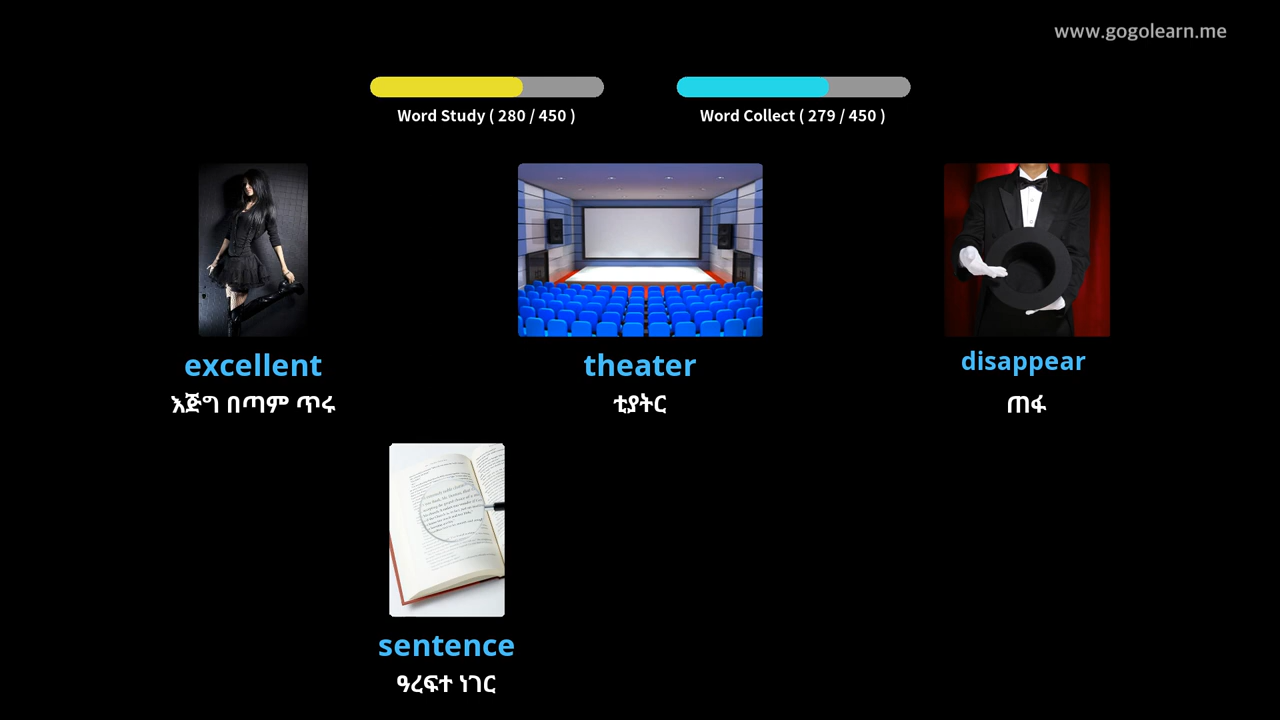 www.gogolearn.me
Word Study ( 280 / 450 )
Word Collect ( 279 / 450 )
excellent
እጅግ በጣም ጥሩ
theater
ቲያትር
disappear
ጠፋ
sentence
ዓረፍተ ነገር